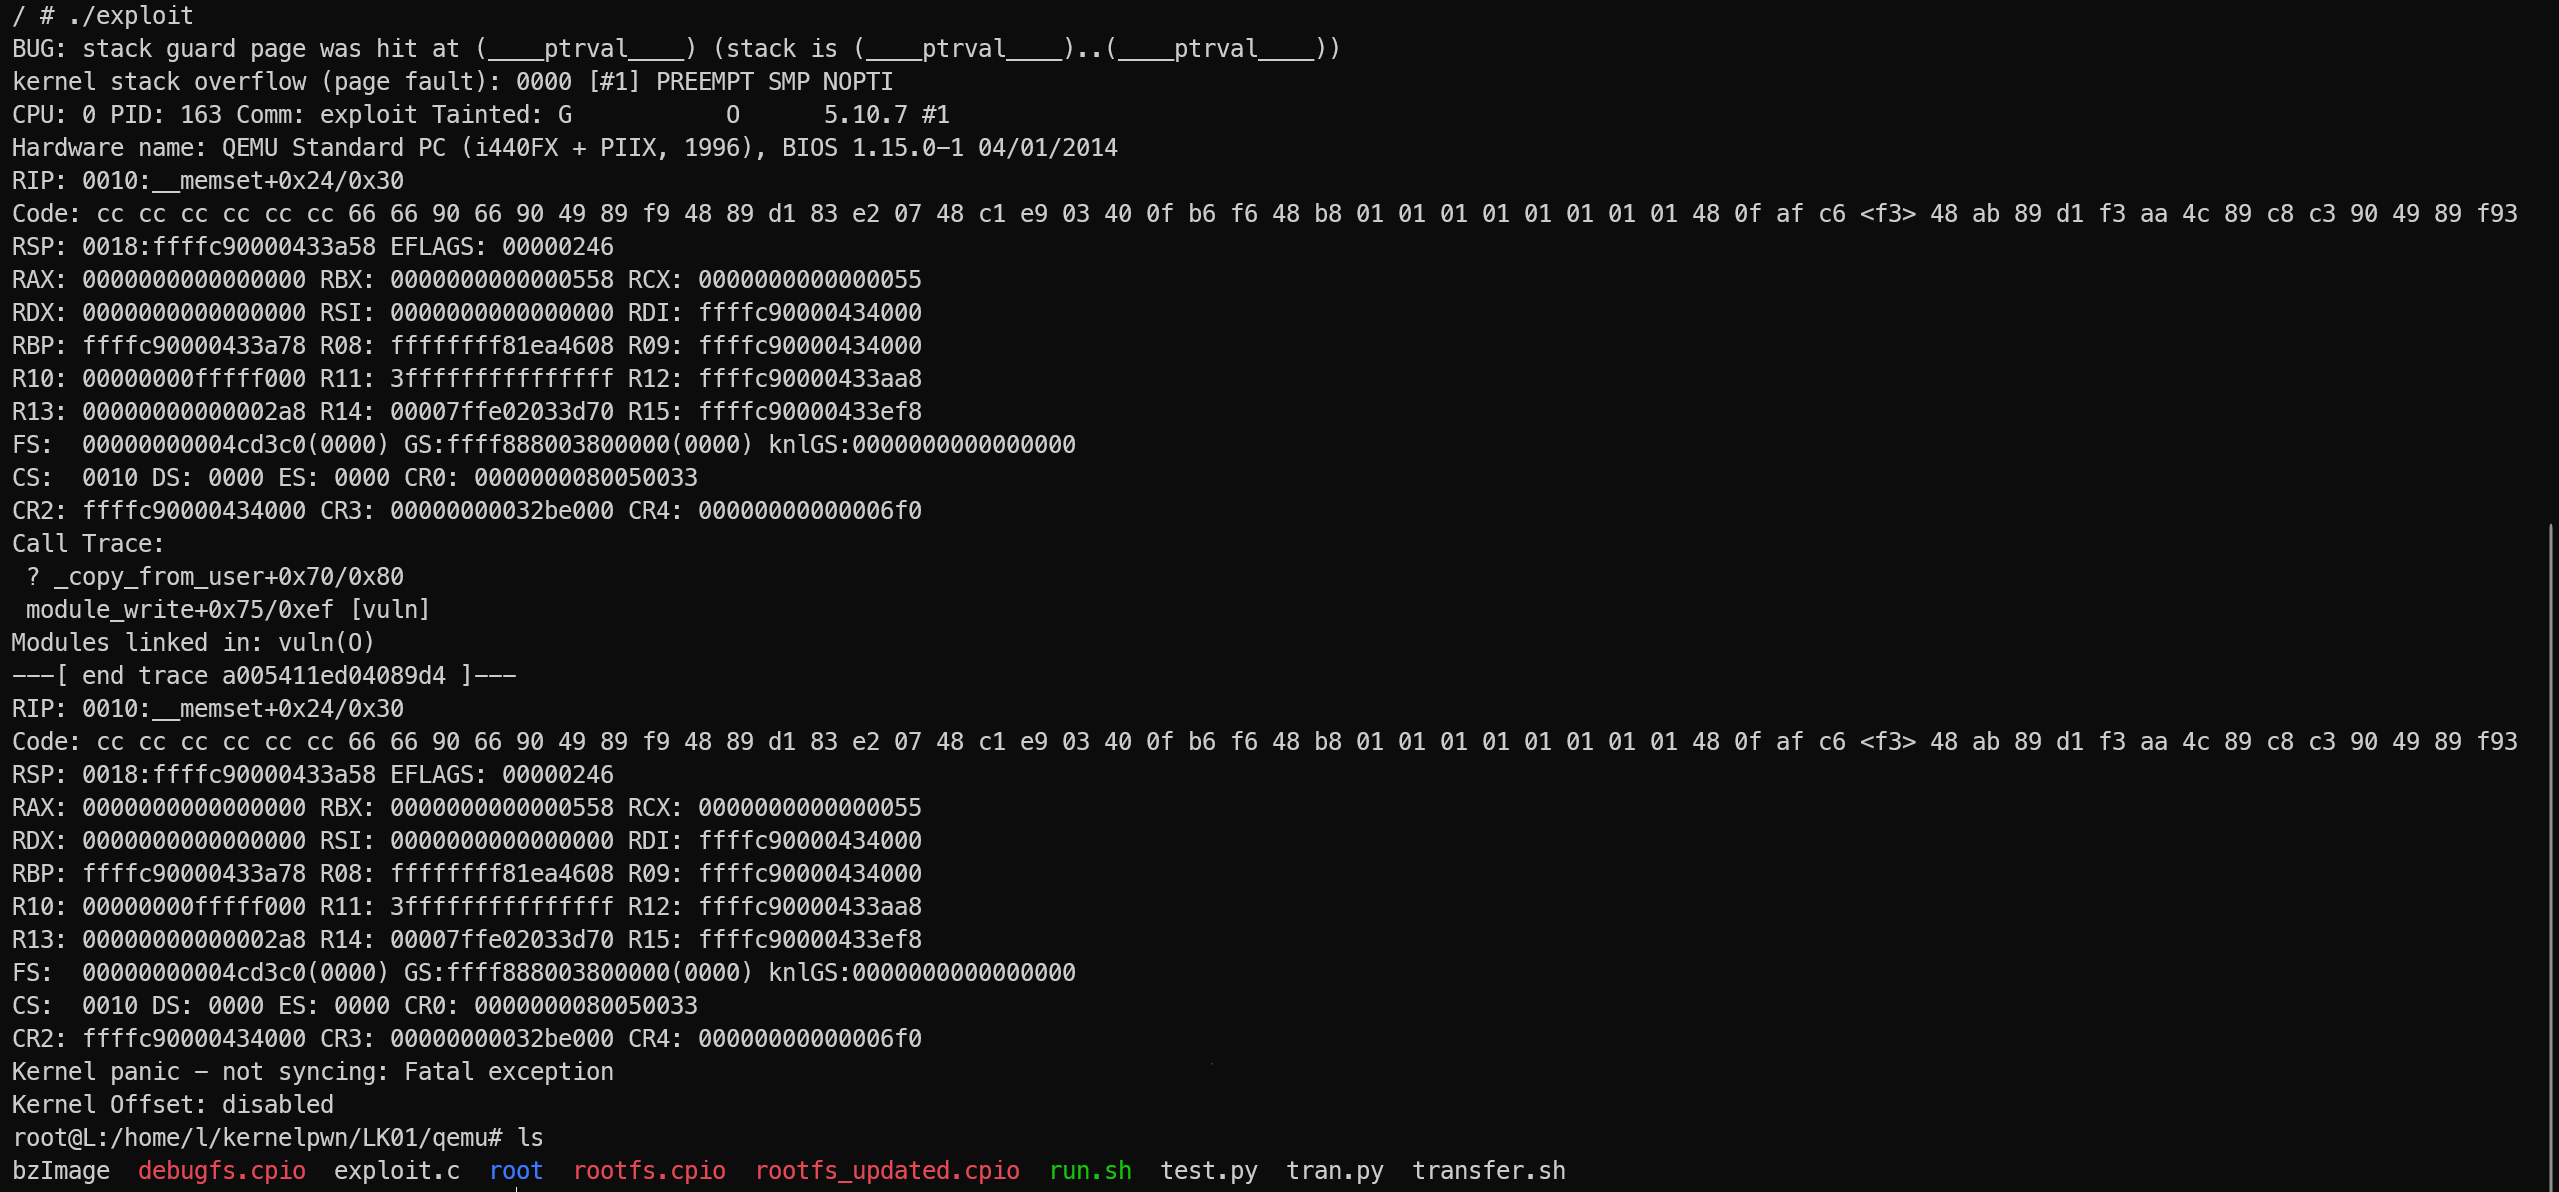 / # ./exploit
BUG: stack guard page was hit at (____ptrval____) (stack is (____ptrval____)..(____ptrval____))
kernel stack overflow (page fault): 0000 [#1] PREEMPT SMP NOPTI
CPU: 0 PID: 163 Comm: exploit Tainted: G           O      5.10.7 #1
Hardware name: QEMU Standard PC (i440FX + PIIX, 1996), BIOS 1.15.0-1 04/01/2014
RIP: 0010:__memset+0x24/0x30
Code: cc cc cc cc cc cc 66 66 90 66 90 49 89 f9 48 89 d1 83 e2 07 48 c1 e9 03 40 0f b6 f6 48 b8 01 01 01 01 01 01 01 01 48 0f af c6 <f3> 48 ab 89 d1 f3 aa 4c 89 c8 c3 90 49 89 f93
RSP: 0018:ffffc90000433a58 EFLAGS: 00000246
RAX: 0000000000000000 RBX: 0000000000000558 RCX: 0000000000000055
RDX: 0000000000000000 RSI: 0000000000000000 RDI: ffffc90000434000
RBP: ffffc90000433a78 R08: ffffffff81ea4608 R09: ffffc90000434000
R10: 00000000fffff000 R11: 3fffffffffffffff R12: ffffc90000433aa8
R13: 00000000000002a8 R14: 00007ffe02033d70 R15: ffffc90000433ef8
FS:  00000000004cd3c0(0000) GS:ffff888003800000(0000) knlGS:0000000000000000
CS:  0010 DS: 0000 ES: 0000 CR0: 0000000080050033
CR2: ffffc90000434000 CR3: 00000000032be000 CR4: 00000000000006f0
Call Trace:
 ? _copy_from_user+0x70/0x80
 module_write+0x75/0xef [vuln]
Modules linked in: vuln(O)
---[ end trace a005411ed04089d4 ]---
RIP: 0010:__memset+0x24/0x30
Code: cc cc cc cc cc cc 66 66 90 66 90 49 89 f9 48 89 d1 83 e2 07 48 c1 e9 03 40 0f b6 f6 48 b8 01 01 01 01 01 01 01 01 48 0f af c6 <f3> 48 ab 89 d1 f3 aa 4c 89 c8 c3 90 49 89 f93
RSP: 0018:ffffc90000433a58 EFLAGS: 00000246
RAX: 0000000000000000 RBX: 0000000000000558 RCX: 0000000000000055
RDX: 0000000000000000 RSI: 0000000000000000 RDI: ffffc90000434000
RBP: ffffc90000433a78 R08: ffffffff81ea4608 R09: ffffc90000434000
R10: 00000000fffff000 R11: 3fffffffffffffff R12: ffffc90000433aa8
R13: 00000000000002a8 R14: 00007ffe02033d70 R15: ffffc90000433ef8
FS:  00000000004cd3c0(0000) GS:ffff888003800000(0000) knlGS:0000000000000000
CS:  0010 DS: 0000 ES: 0000 CR0: 0000000080050033
CR2: ffffc90000434000 CR3: 00000000032be000 CR4: 00000000000006f0
Kernel panic - not syncing: Fatal exception
Kernel Offset: disabled
root@L:/home/l/kernelpwn/LK01/qemu# ls
bzImage  debugfs.cpio  exploit.c  root  rootfs.cpio  rootfs_updated.cpio  run.sh  test.py  tran.py  transfer.sh